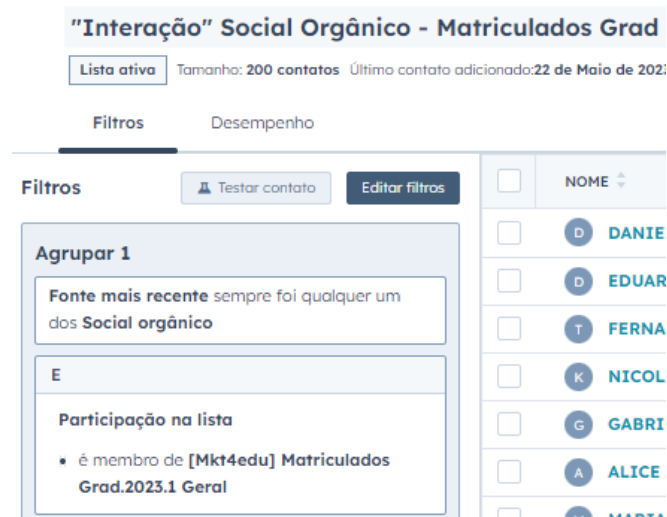 "Interação" Social Orgânico - Matriculados Grad
Lista ativa Tamanho: 200 contatos Último contato adicionado:22 de Maio de 2023
Filtros Desempenho
Filtros Testar contato Editar filtros
NOME
Agrupar 1
Fonte mais recente sempre foi qualquer um
dos Social orgânico
E
Participação na lista
• é membro de [Mkt4edu] Matriculados
Grad.2023.1 Geral
D DANIE
D EDUAR
T FERNA
K NICOL
G GABRI
A ALICE